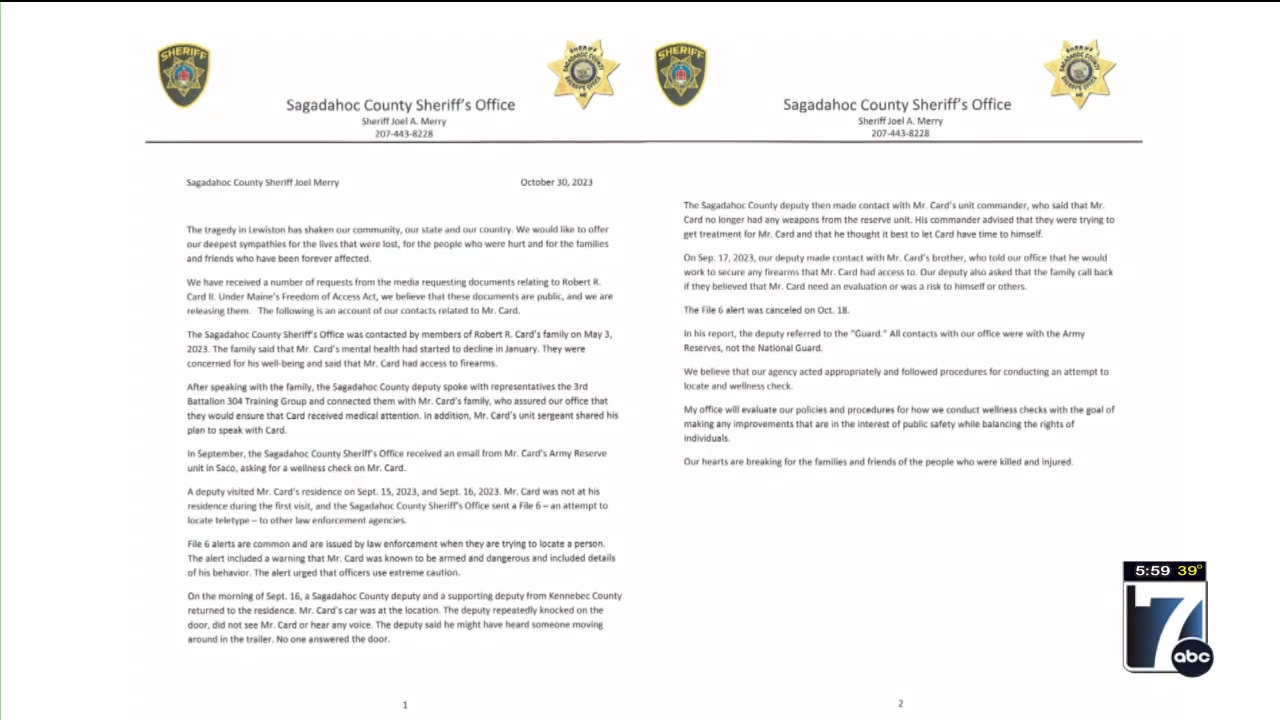 SHERIFF
SHERIFF
SAGADAHOC COUNTY
SHERIFF'S OFFICE
ME
Sagadahoc County Sheriff's Office
Sheriff Joel A. Merry
207-443-8228
Sagadahoc County Sheriff Joel Merry October 30, 2023
The tragedy in Lewiston has shaken our community, our state and our country. We would like to offer
our deepest sympathies for the lives that were lost, for the people who were hurt and for the families
and friends who have been forever affected.
We have received a number of requests from the media requesting documents relating to Robert R.
Card II. Under Maine's Freedom of Access Act, we believe that these documents are public, and we are
releasing them. The following is an account of our contacts related to Mr. Card.
The Sagadahoc County Sheriff's Office was contacted by members of Robert R. Card's family on May 3,
2023. The family said that Mr. Card's mental health had started to decline in January. They were
concerned for his well-being and said that Mr. Card had access to firearms.
After speaking with the family, the Sagadahoc County deputy spoke with representatives the 3rd
Battalion 304 Training Group and connected them with Mr. Card's family, who assured our office that
they would ensure that Card received medical attention. In addition, Mr. Card's unit sergeant shared his
plan to speak with Card.
In September, the Sagadahoc County Sheriff's Office received an email from Mr. Card's Army Reserve
unit in Saco, asking for a wellness check on Mr. Card.
A deputy visited Mr. Card's residence on Sept. 15, 2023, and Sept. 16, 2023. Mr. Card was not at his
residence during the first visit, and the Sagadahoc County Sheriff's Office sent a File 6 – an attempt to
locate teletype – to other law enforcement agencies.
File 6 alerts are common and are issued by law enforcement when they are trying to locate a person.
The alert included a warning that Mr. Card was known to be armed and dangerous and included details
of his behavior. The alert urged that officers use extreme caution.
On the morning of Sept. 16, a Sagadahoc County deputy and a supporting deputy from Kennebec County
returned to the residence. Mr. Card's car was at the location. The deputy repeatedly knocked on the
door, did not see Mr. Card or hear any voice. The deputy said he might have heard someone moving
around in the trailer. No one answered the door.
1
SHERIFF
SHERIFF
SAGADAHOC COUNTY
SHERIFF'S OFFICE
ME
Sagadahoc County Sheriff's Office
Sheriff Joel A. Merry
207-443-8228
The Sagadahoc County deputy then made contact with Mr. Card's unit commander, who said that Mr.
Card no longer had any weapons from the reserve unit. His commander advised that they were trying to
get treatment for Mr. Card and that he thought it best to let Card have time to himself.
On Sep. 17, 2023, our deputy made contact with Mr. Card's brother, who told our office that he would
work to secure any firearms that Mr. Card had access to. Our deputy also asked that the family call back
if they believed that Mr. Card need an evaluation or was a risk to himself or others.
The File 6 alert was canceled on Oct. 18.
In his report, the deputy referred to the "Guard." All contacts with our office were with the Army
Reserves, not the National Guard.
We believe that our agency acted appropriately and followed procedures for conducting an attempt to
locate and wellness check.
My office will evaluate our policies and procedures for how we conduct wellness checks with the goal of
making any improvements that are in the interest of public safety while balancing the rights of
individuals.
Our hearts are breaking for the families and friends of the people who were killed and injured.
2
5:59 39°
7
abc